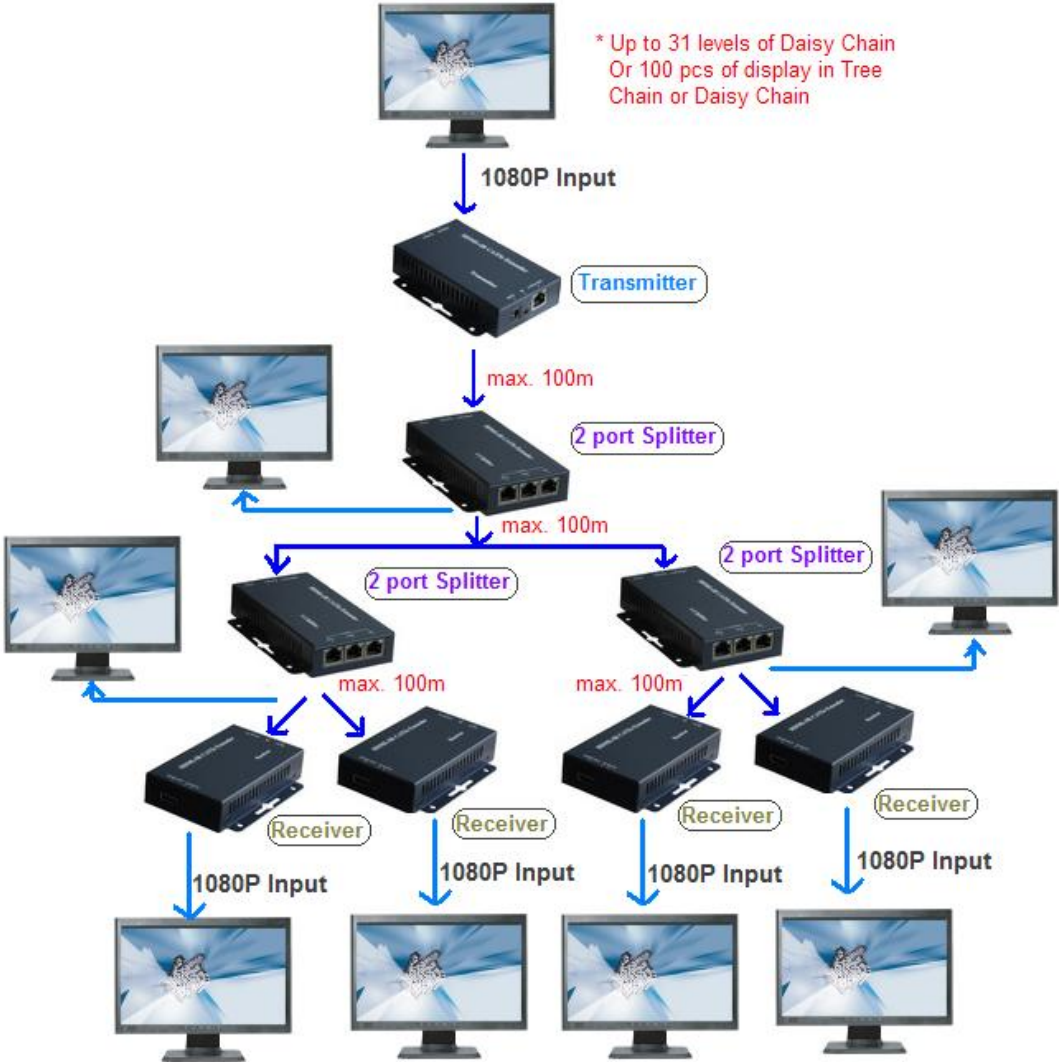 * Up to 31 levels of Daisy Chain
Or 100 pcs of display in Tree
Chain or Daisy Chain
1080P Input
Transmitter
Transmitter
max. 100m
2 port Splitter
max. 100m
2 port Splitter
2 port Splitter
max. 100m
max. 100m
Receiver
Receiver
Receiver
Receiver
1080P Input
1080P Input
1080P Input
1080P Input